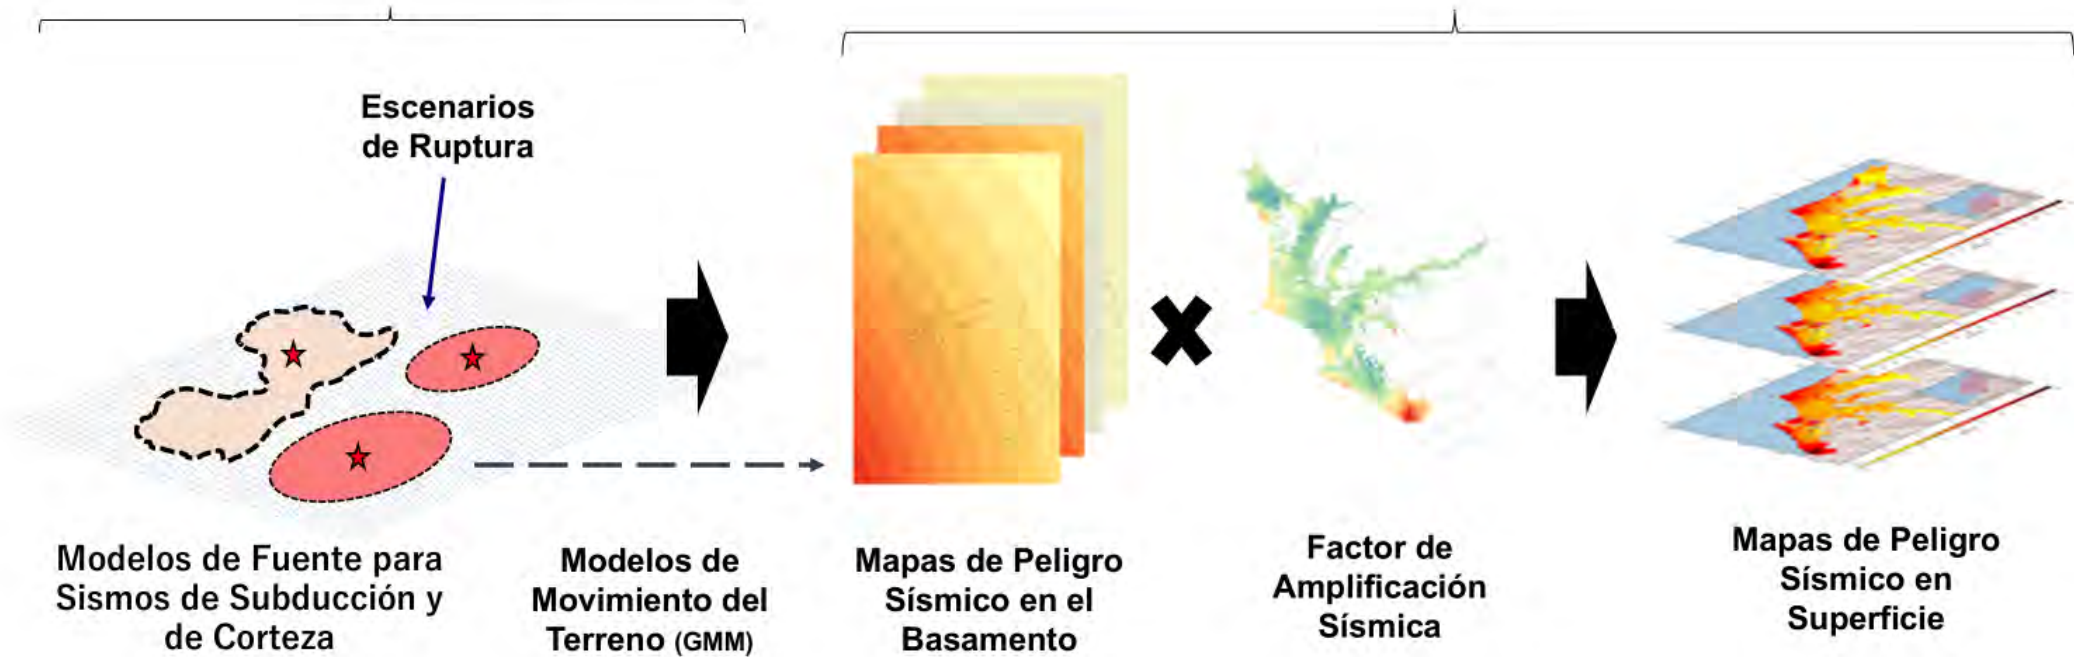 Escenarios
de Ruptura
Modelos de Fuente para
Sismos de Subducción y
de Corteza
Modelos de
Movimiento del
Terreno (GMM)
Mapas de Peligro
Sísmico en el
Basamento
Factor de
Amplificación
Sísmica
Mapas de Peligro
Sísmico en
Superficie